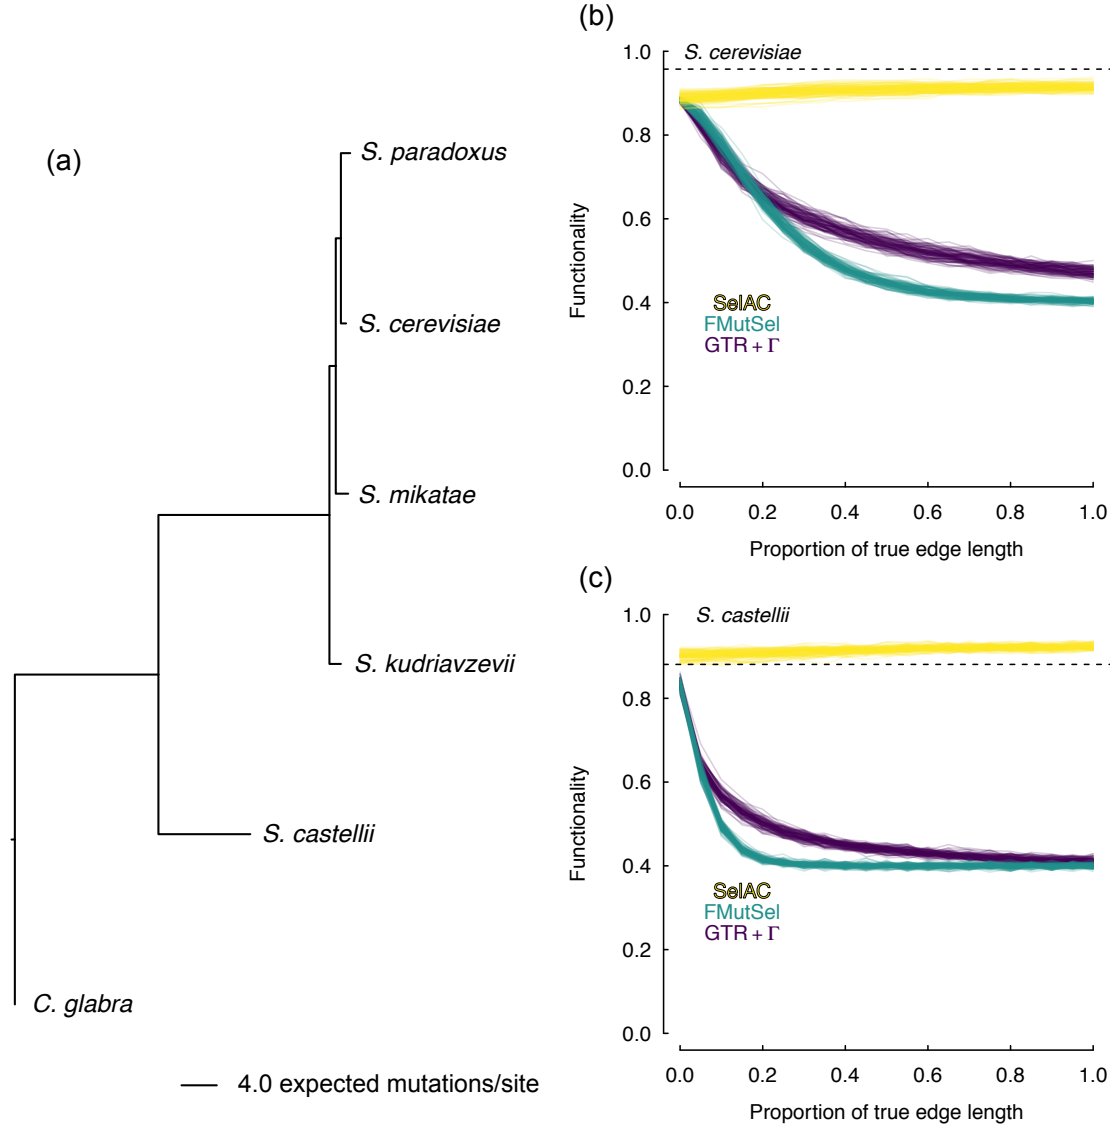 (a)
S. paradoxus
S. cerevisiae
S. mikatae
S. kudriavzevii
S. castellii
C. glabra
4.0 expected mutations/site
(b)
S. cerevisiae
1.0
0.8
0.6
0.4
0.2
0.0
Functionality
SelAC
FMutSel
GTR + Γ
0.0 0.2 0.4 0.6 0.8 1.0
Proportion of true edge length
(c)
S. castellii
1.0
0.8
0.6
0.4
0.2
0.0
Functionality
SelAC
FMutSel
GTR + Γ
0.0 0.2 0.4 0.6 0.8 1.0
Proportion of true edge length